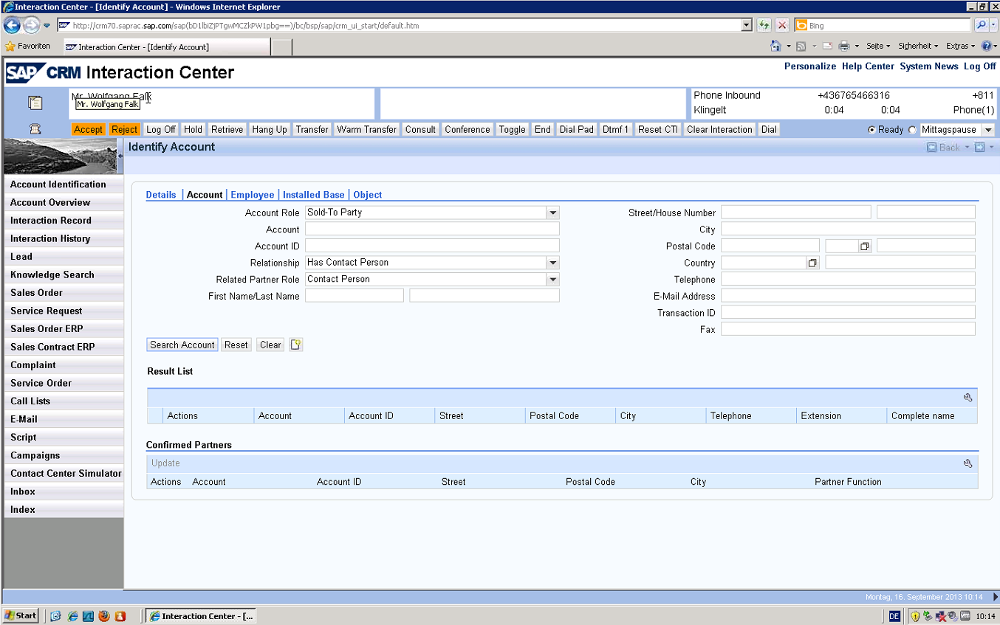 Interaction Center - [Identify Account] - Windows Internet Explorer
http://crm70.saprac.sap.com/sap(bD1lbiZjPTgwMCZkPW1pbg==)/bc/bsp/sap/crm_ui_start/default.htm
Bing
Favoriten
Interaction Center - [Identify Account]
Seite
Sicherheit
Extras
SAP CRM Interaction Center
Personalize Help Center System News Log Off
Mr. Wolfgang Falk
Mr. Wolfgang Falk
Phone Inbound +436765466316 +811
Klingelt 0:04 0:04 Phone(1)
Accept Reject Log Off Hold Retrieve Hang Up Transfer Warm Transfer Consult Conference Toggle End Dial Pad Dtmf 1 Reset CTI Clear Interaction Dial Ready Mittagspause
Identify Account
Back
Account Identification
Account Overview
Interaction Record
Interaction History
Lead
Knowledge Search
Sales Order
Service Request
Sales Order ERP
Sales Contract ERP
Complaint
Service Order
Call Lists
E-Mail
Script
Campaigns
Contact Center Simulator
Inbox
Index
Details Account Employee Installed Base Object
Account Role Sold-To Party
Account
Account ID
Relationship Has Contact Person
Related Partner Role Contact Person
First Name/Last Name
Street/House Number
City
Postal Code
Country
Telephone
E-Mail Address
Transaction ID
Fax
Search Account Reset Clear
Result List
Actions Account Account ID Street Postal Code City Telephone Extension Complete name
Confirmed Partners
Update
Actions Account Account ID Street Postal Code City Partner Function
Montag, 16. September 2013 10:14
Start
Interaction Center - [...
DE
10:14